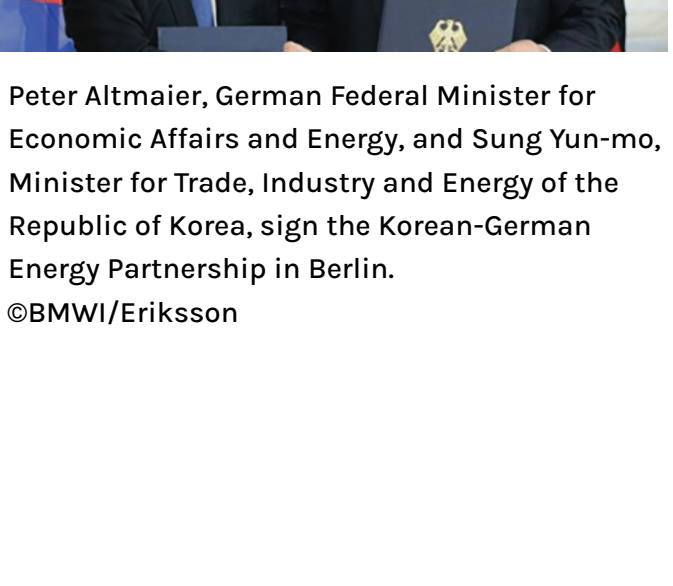 Peter Altmaier, German Federal Minister for
Economic Affairs and Energy, and Sung Yun-mo,
Minister for Trade, Industry and Energy of the
Republic of Korea, sign the Korean-German
Energy Partnership in Berlin.
©BMWI/Eriksson